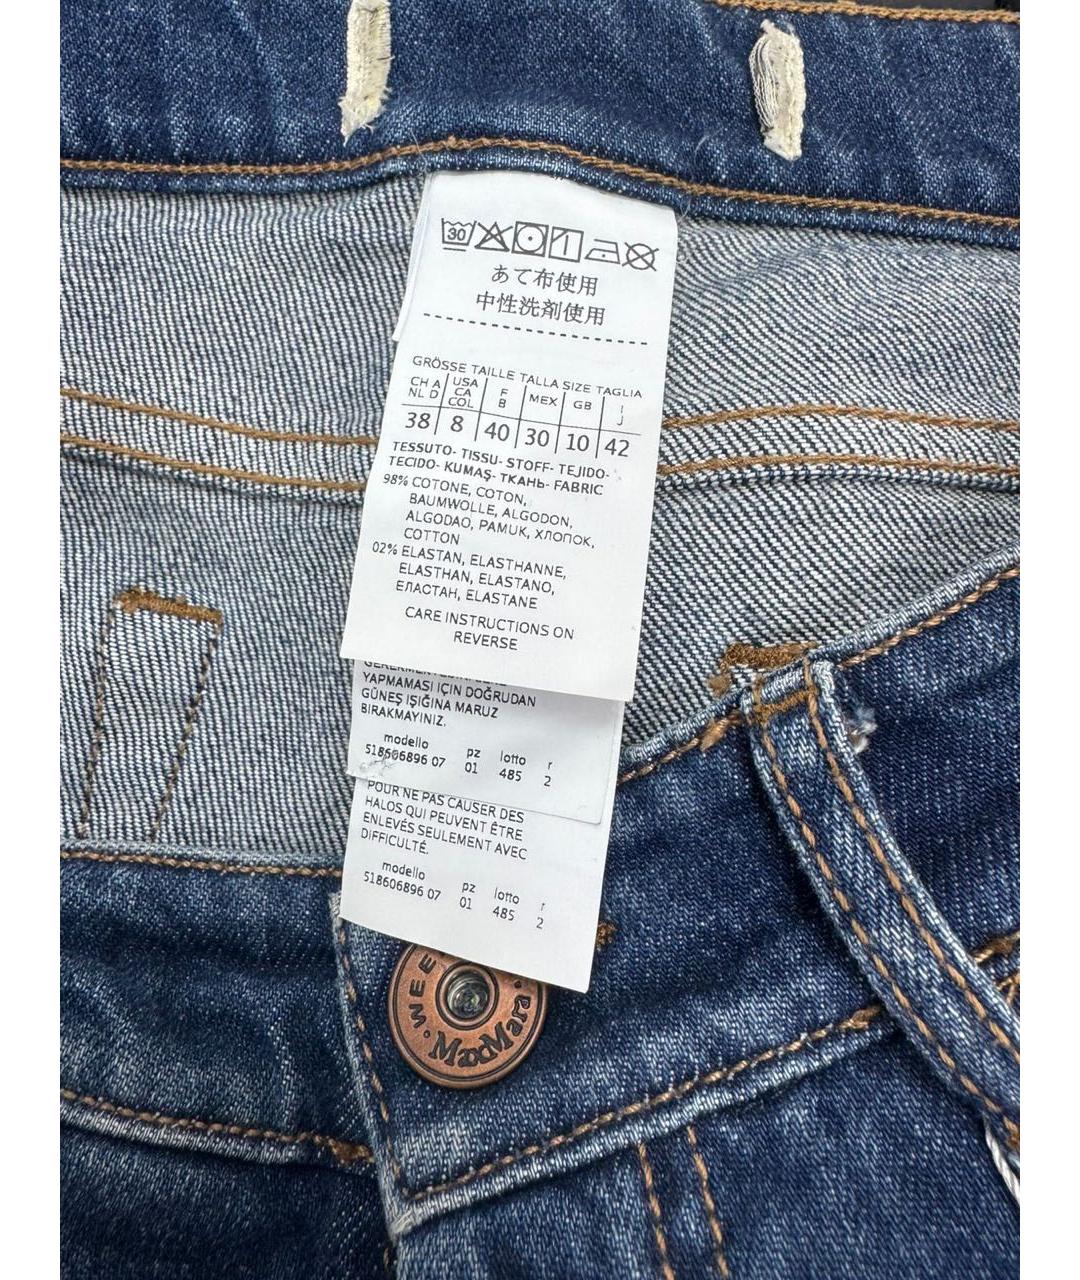 30
あて布使用
中性洗剤使用
GRÖSSE TAILLE TALLA SIZE TAGLIA
CH A NL D USA CA COL F B MEX GB I J
38 8 40 30 10 42
TESSUTO- TISSU- STOFF- TEJIDO-
TECIDO- KUMAŞ- ТКАНЬ- FABRIC
98% COTONE, COTON,
BAUMWOLLE, ALGODON,
ALGODAO, PAMUK, ХЛОПОК,
COTTON
02% ELASTAN, ELASTHANNE,
ELASTHAN, ELASTANO,
ЕЛАСТАН, ELASTANE
CARE INSTRUCTIONS ON
REVERSE
YAPMAMASI IÇIN DOĞRUDAN
GÜNEŞ IŞIĞINA MARUZ
BIRAKMAYINIZ.
modello pz lotto r
518606896 07 01 485 2
POUR NE PAS CAUSER DES
HALOS QUI PEUVENT ÊTRE
ENLEVÉS SEULEMENT AVEC
DIFFICULTÉ.
modello pz lotto r
518606896 07 01 485 2
WEE
MaxMara